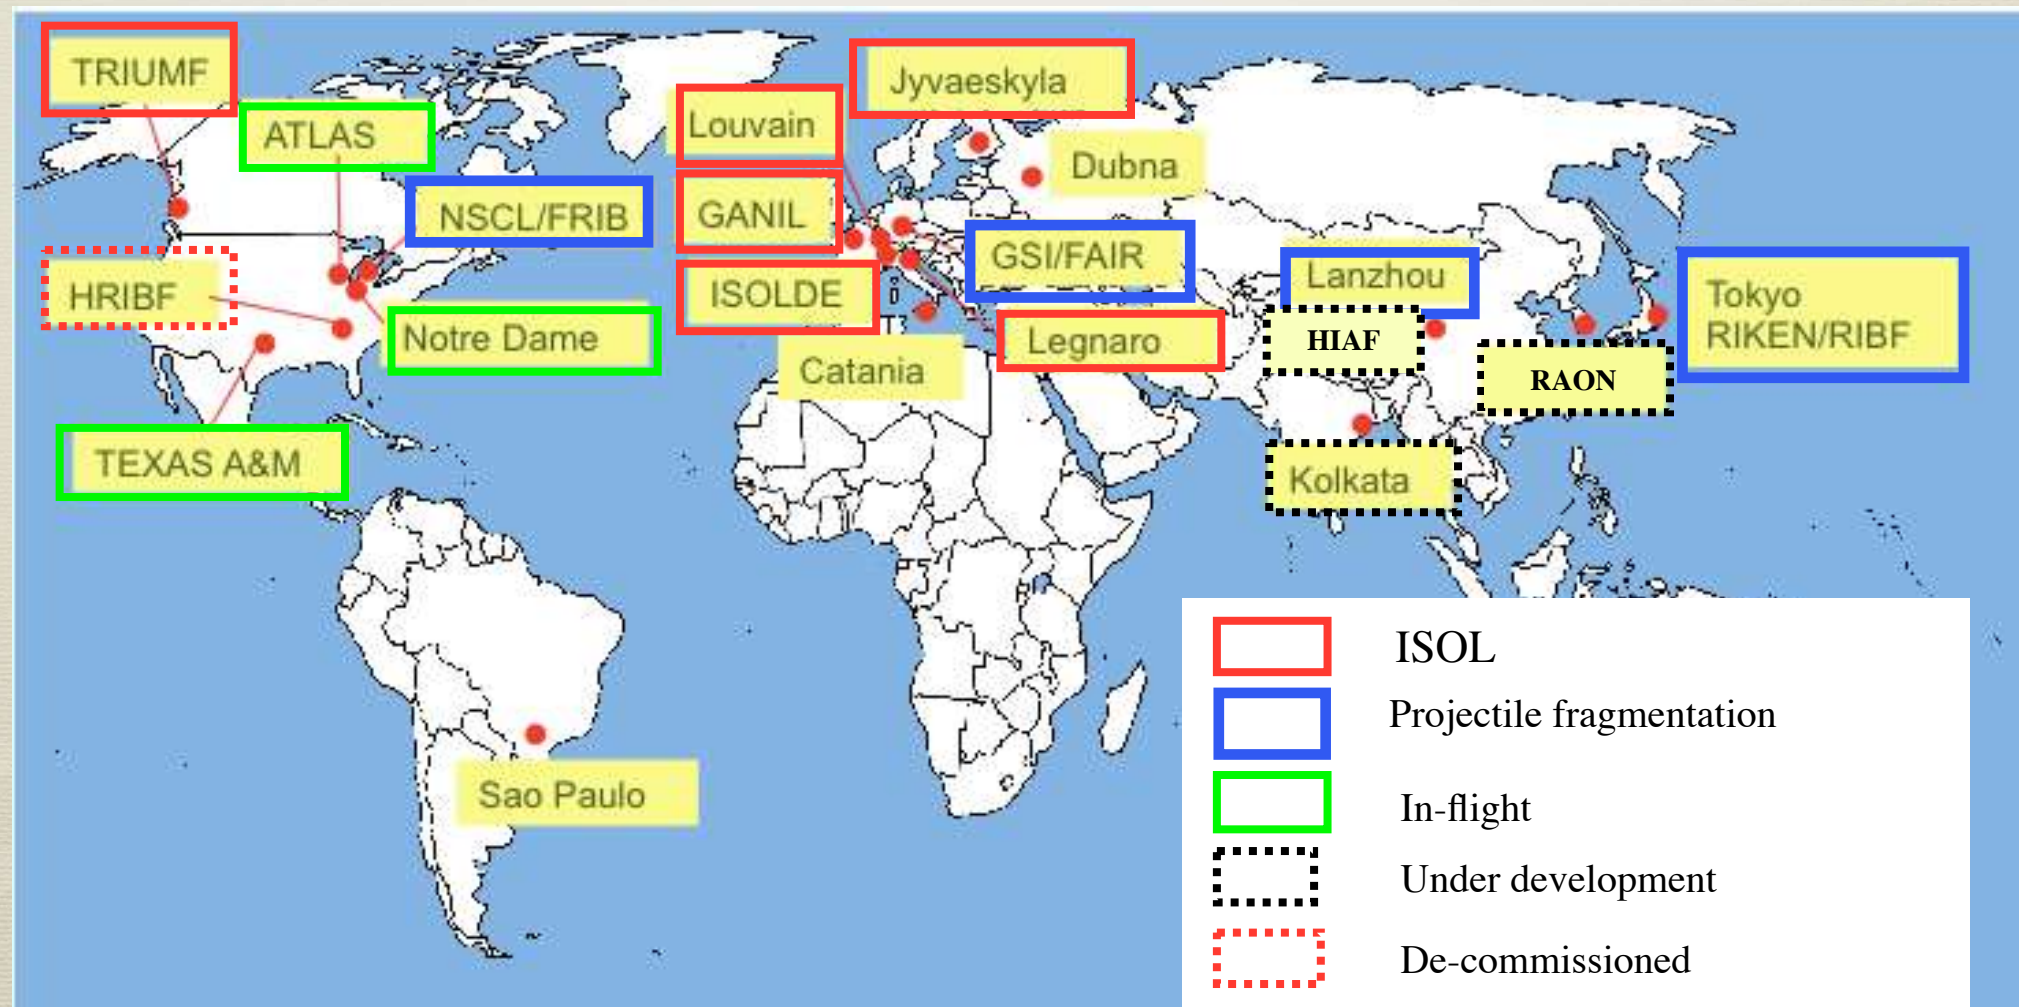 TRIUMF
ATLAS
NSCL/FRIB
HRIBF
Notre Dame
TEXAS A&M
Sao Paulo
Jyvaeskyla
Louvain
Dubna
GANIL
GSI/FAIR
ISOLDE
Legnaro
Catania
Lanzhou
HIAF
RAON
Tokyo
RIKEN/RIBF
Kolkata
ISOL
Projectile fragmentation
In-flight
Under development
De-commissioned